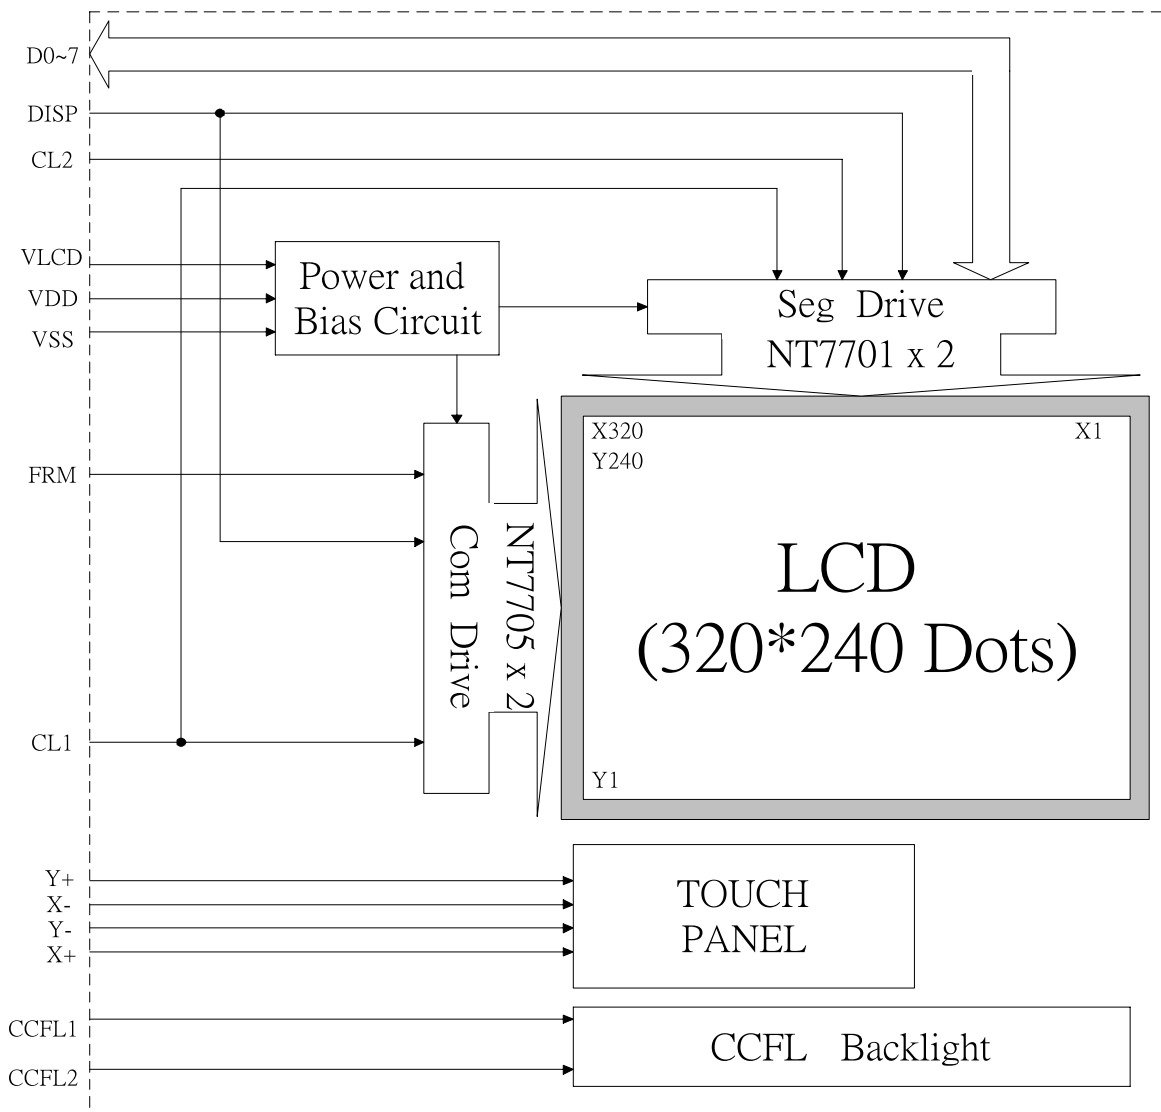 D0~7
DISP
CL2
VLCD
VDD
VSS
Power and
Bias Circuit
Seg Drive
NT7701 x 2
FRM
CL1
Com Drive
NT7705 x 2
X320
X1
Y240
LCD
(320*240 Dots)
Y1
Y+
X-
Y-
X+
TOUCH
PANEL
CCFL1
CCFL2
CCFL Backlight